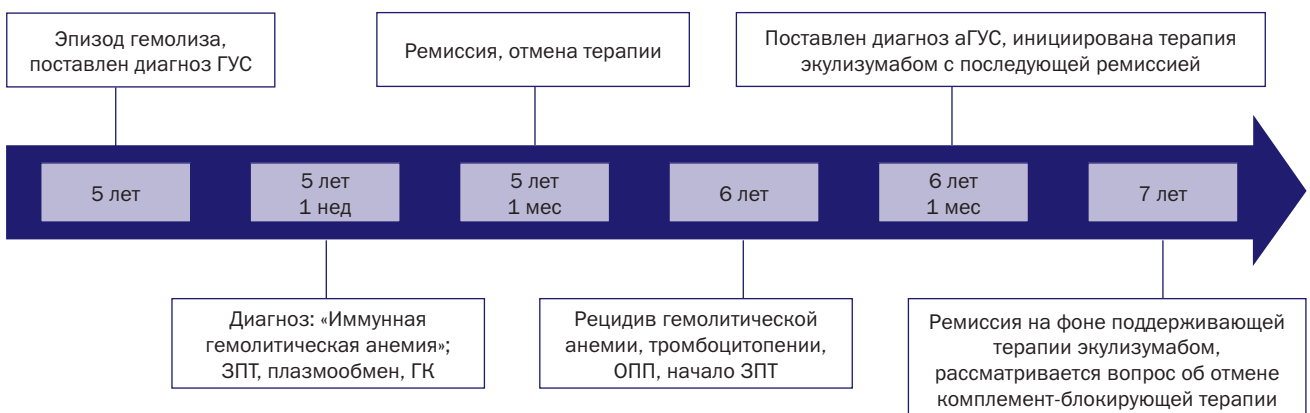 Эпизод гемолиза,
поставлен диагноз ГУС
Ремиссия, отмена терапии
Поставлен диагноз аГУС, инициирована терапия
экулизумабом с последующей ремиссией
5 лет
5 лет
1 нед
5 лет
1 мес
6 лет
6 лет
1 мес
7 лет
Диагноз: «Иммунная
гемолитическая анемия»;
ЗПТ, плазмообмен, ГК
Рецидив гемолитической
анемии, тромбоцитопении,
ОПП, начало ЗПТ
Ремиссия на фоне поддерживающей
терапии экулизумабом,
рассматривается вопрос об отмене
комплемент-блокирующей терапии